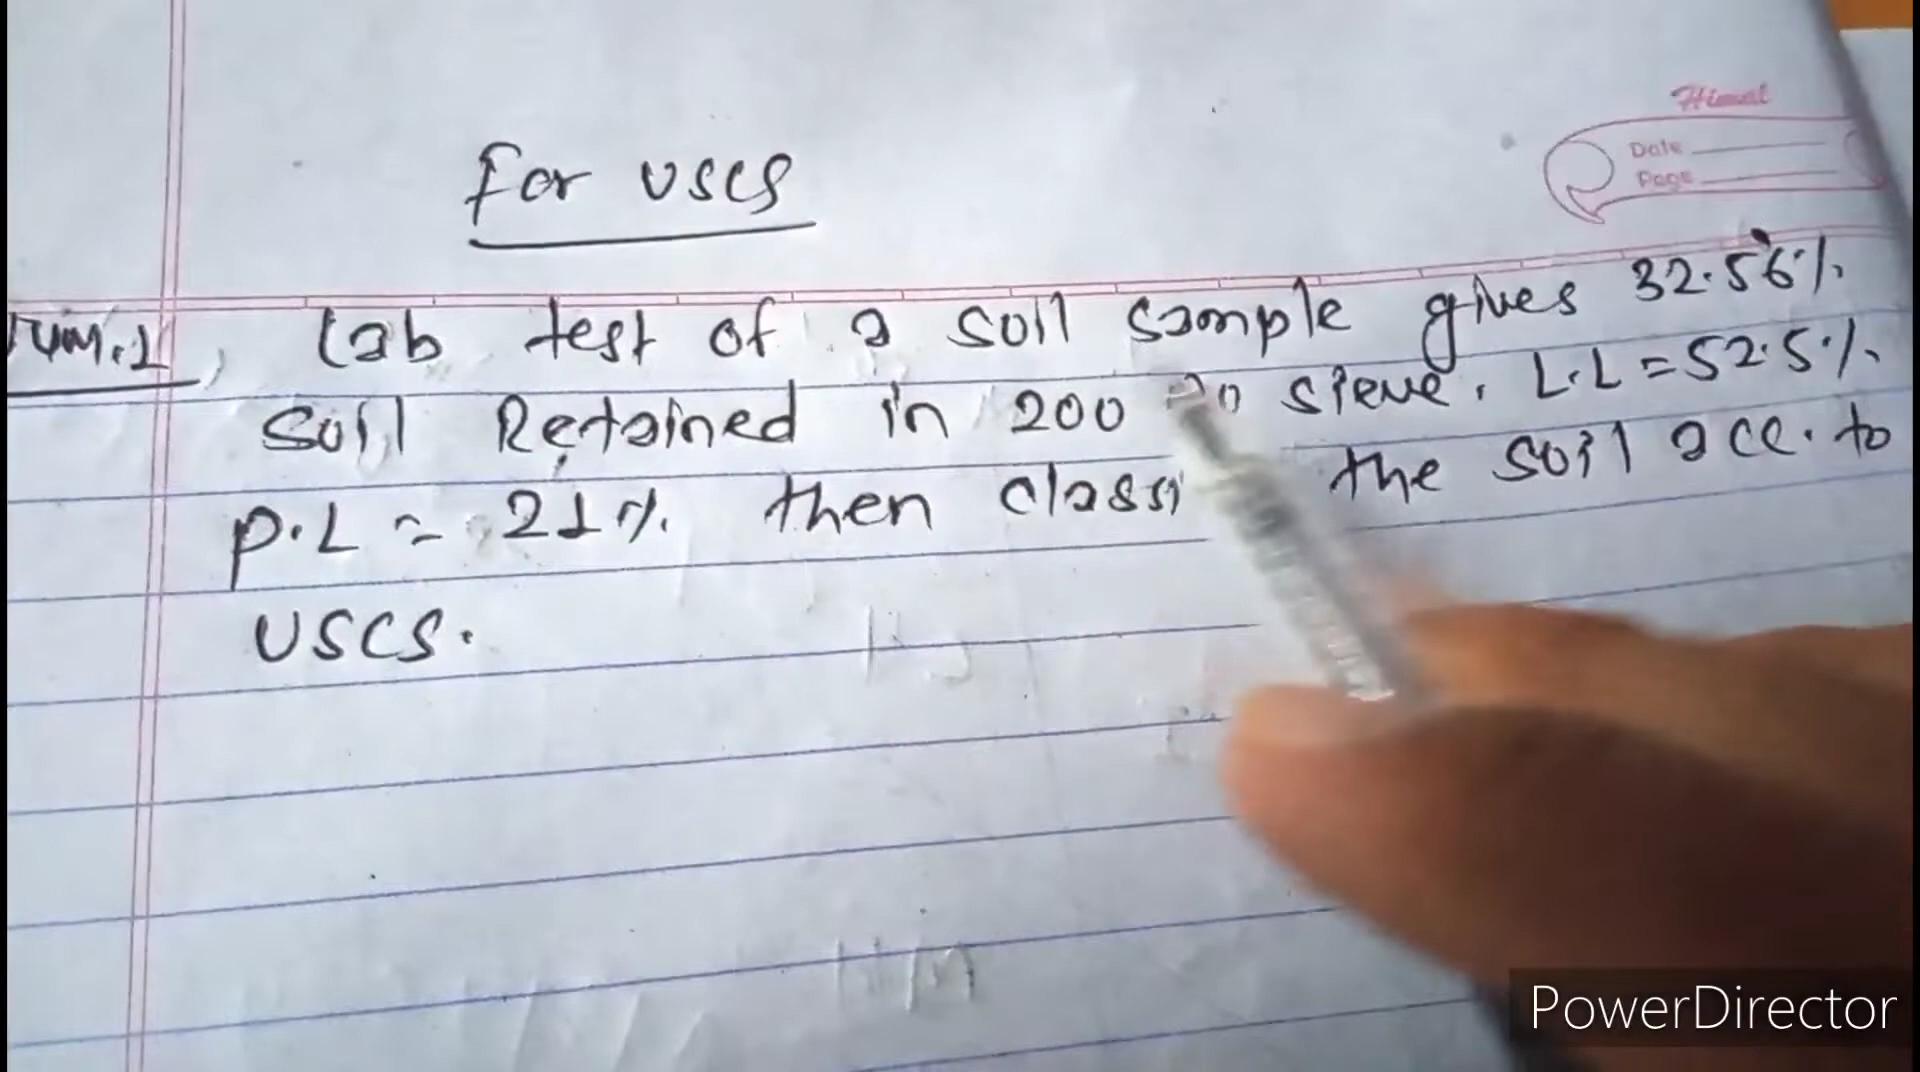 For USCS
Himal
Date
Page
Num.1, Lab test of a soil sample gives 32.56%
Soil Retained in 200 no sieve. L.L = 52.5%
P.L = 21% then the soil acc. to
USCS.
PowerDirector